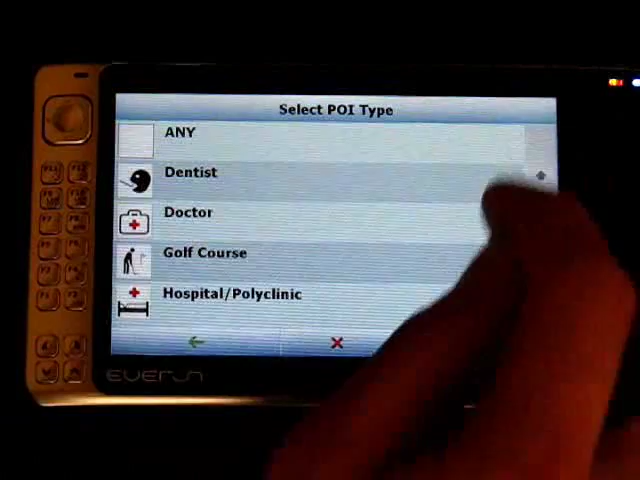 Select POI Type
ANY
Dentist
Doctor
Golf Course
Hospital/Polyclinic
EVERUN